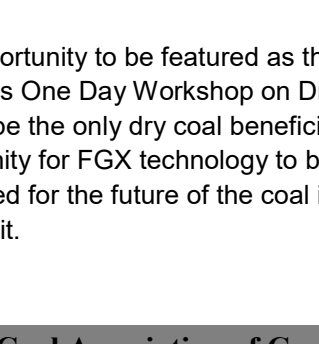 ortunity to be featured as th
s One Day Workshop on D
be the only dry coal benefici
nity for FGX technology to b
ed for the future of the coal i
it.
Coal Association of C